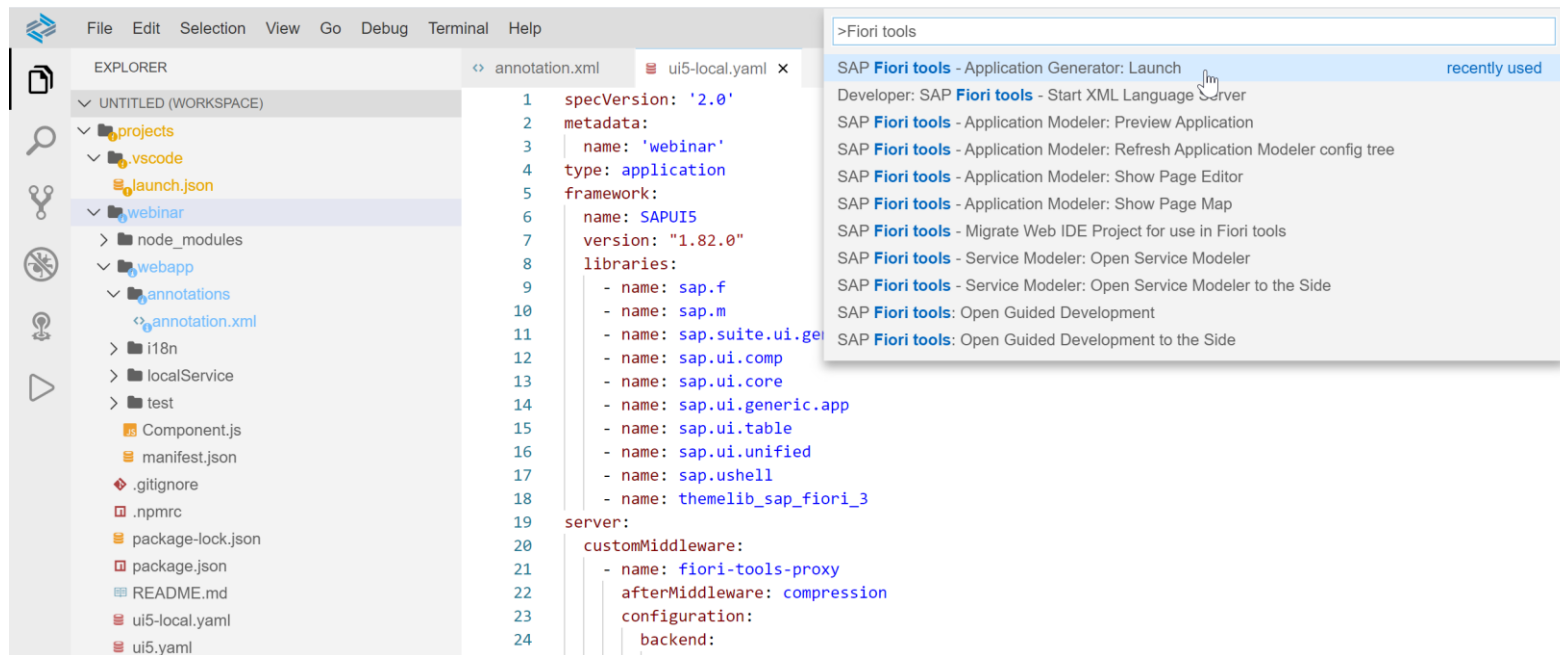 File Edit Selection View Go Debug Terminal Help
>Fiori tools
SAP Fiori tools - Application Generator: Launch recently used
Developer: SAP Fiori tools - Start XML Language Server
SAP Fiori tools - Application Modeler: Preview Application
SAP Fiori tools - Application Modeler: Refresh Application Modeler config tree
SAP Fiori tools - Application Modeler: Show Page Editor
SAP Fiori tools - Application Modeler: Show Page Map
SAP Fiori tools - Migrate Web IDE Project for use in Fiori tools
SAP Fiori tools - Service Modeler: Open Service Modeler
SAP Fiori tools - Service Modeler: Open Service Modeler to the Side
SAP Fiori tools: Open Guided Development
SAP Fiori tools: Open Guided Development to the Side
EXPLORER
UNTITLED (WORKSPACE)
projects
.vscode
launch.json
webinar
node_modules
webapp
annotations
annotation.xml
i18n
localService
test
JS Component.js
manifest.json
.gitignore
.npmrc
package-lock.json
package.json
README.md
ui5-local.yaml
ui5.yaml
annotation.xml ui5-local.yaml
1 specVersion: '2.0'
2 metadata:
3 name: 'webinar'
4 type: application
5 framework:
6 name: SAPUI5
7 version: "1.82.0"
8 libraries:
9 - name: sap.f
10 - name: sap.m
11 - name: sap.suite.ui.ge
12 - name: sap.ui.comp
13 - name: sap.ui.core
14 - name: sap.ui.generic.app
15 - name: sap.ui.table
16 - name: sap.ui.unified
17 - name: sap.ushell
18 - name: themelib_sap_fiori_3
19 server:
20 customMiddleware:
21 - name: fiori-tools-proxy
22 afterMiddleware: compression
23 configuration:
24 backend: